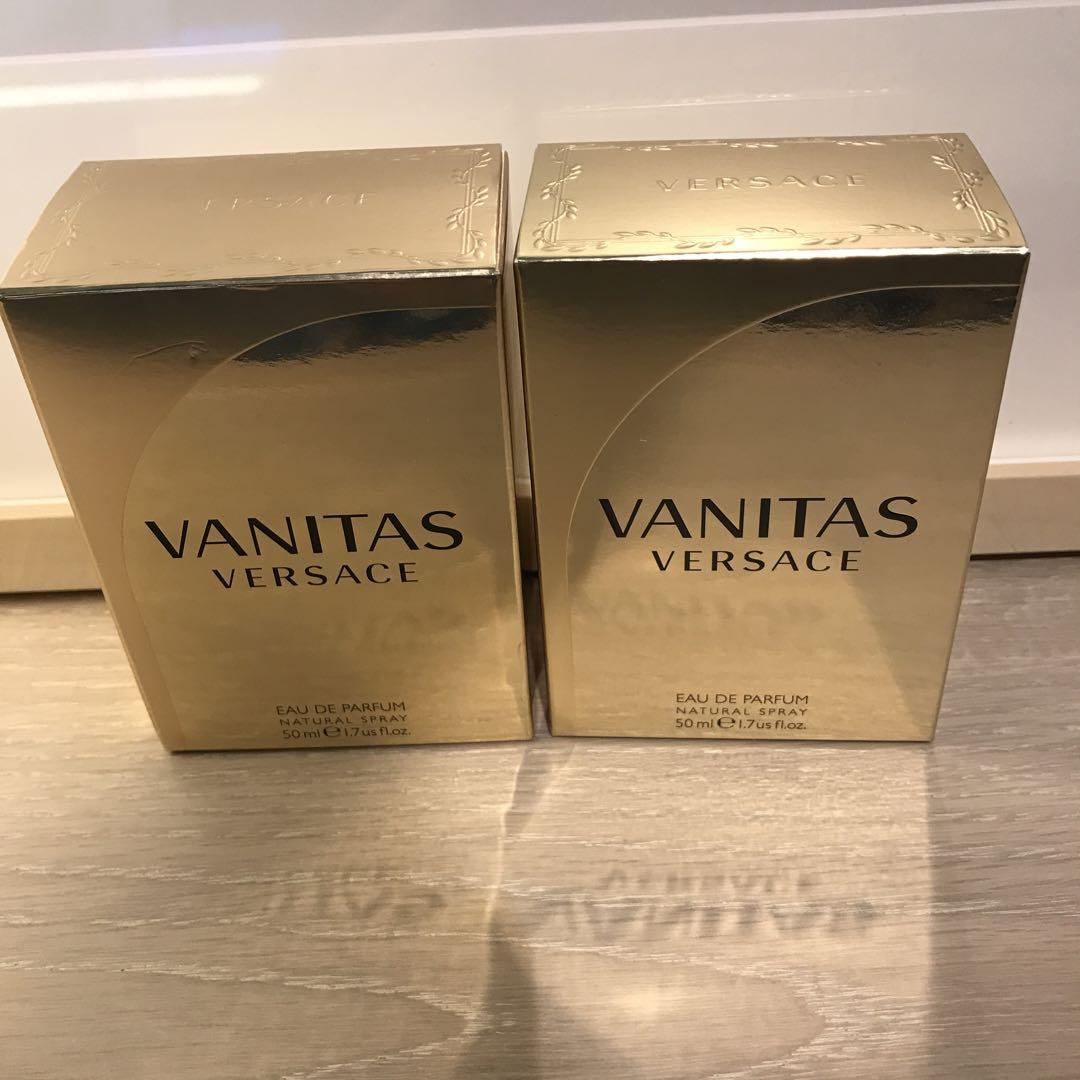 VERSACE
VANITAS
VERSACE
EAU DE PARFUM
NATURAL SPRAY
50 ml ℮ 1.7 us fl.oz.
VERSACE
VANITAS
VERSACE
EAU DE PARFUM
NATURAL SPRAY
50 ml ℮ 1.7 us fl.oz.